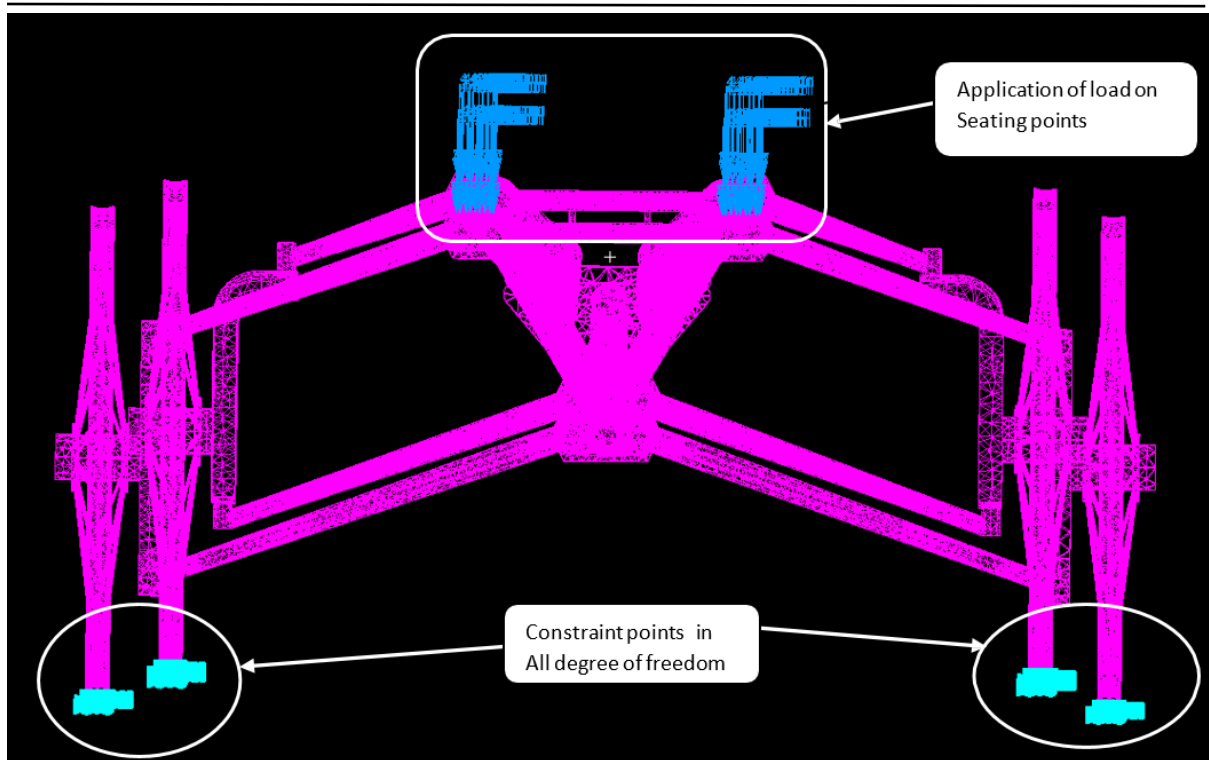 Application of load on
Seating points
Constraint points in
All degree of freedom